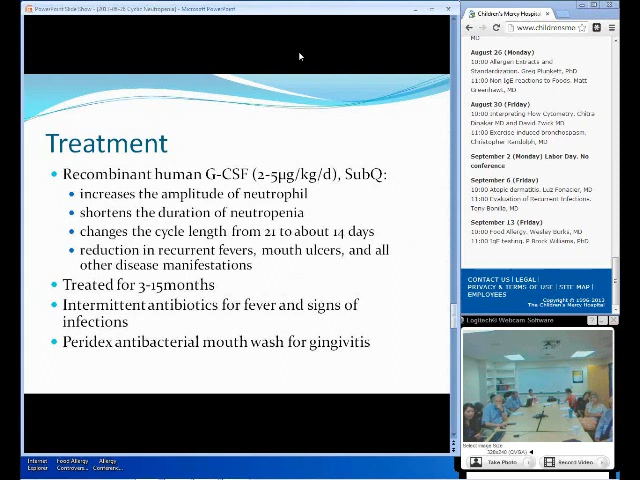 PowerPoint Slide Show - [2013-08-26 Cyclic Neutropenia] - Microsoft PowerPoint
Treatment
Recombinant human G-CSF (2-5µg/kg/d), SubQ:
increases the amplitude of neutrophil
shortens the duration of neutropenia
changes the cycle length from 21 to about 14 days
reduction in recurrent fevers, mouth ulcers, and all
other disease manifestations
Treated for 3-15months
Intermittent antibiotics for fever and signs of
infections
Peridex antibacterial mouth wash for gingivitis
Internet
Explorer
Food Allergy
Controvers...
Allergy
Conferenc...
Children's Mercy Hospital
www.childrensme
MD
August 26 (Monday)
10:00 Allergen Extracts and
Standardization. Greg Plunkett, PhD
11:00 Non IgE reactions to Foods. Matt
Greenhawt, MD
August 30 (Friday)
10:00 Interpreting Flow Cytometry. Chitra
Dinakar MD and David Zwick MD
11:00 Exercise induced bronchospasm.
Christopher Randolph, MD
September 2 (Monday) Labor Day. No
conference
September 6 (Friday)
10:00 Atopic dermatitis. Luz Fonacier, MD
11:00 Evaluation of Recurrent Infections.
Tony Bonilla, MD
September 13 (Friday)
10:00 Food Allergy. Wesley Burks, MD
11:00 IgE testing. P Brock Williams, PhD
CONTACT US | LEGAL |
PRIVACY & TERMS OF USE | SITE MAP |
EMPLOYEES
Copyright © 1996-2013
The Children's Mercy Hospital
Logitech® Webcam Software
Select Image Size
320x240 (QVGA)
Take Photo
Record Video